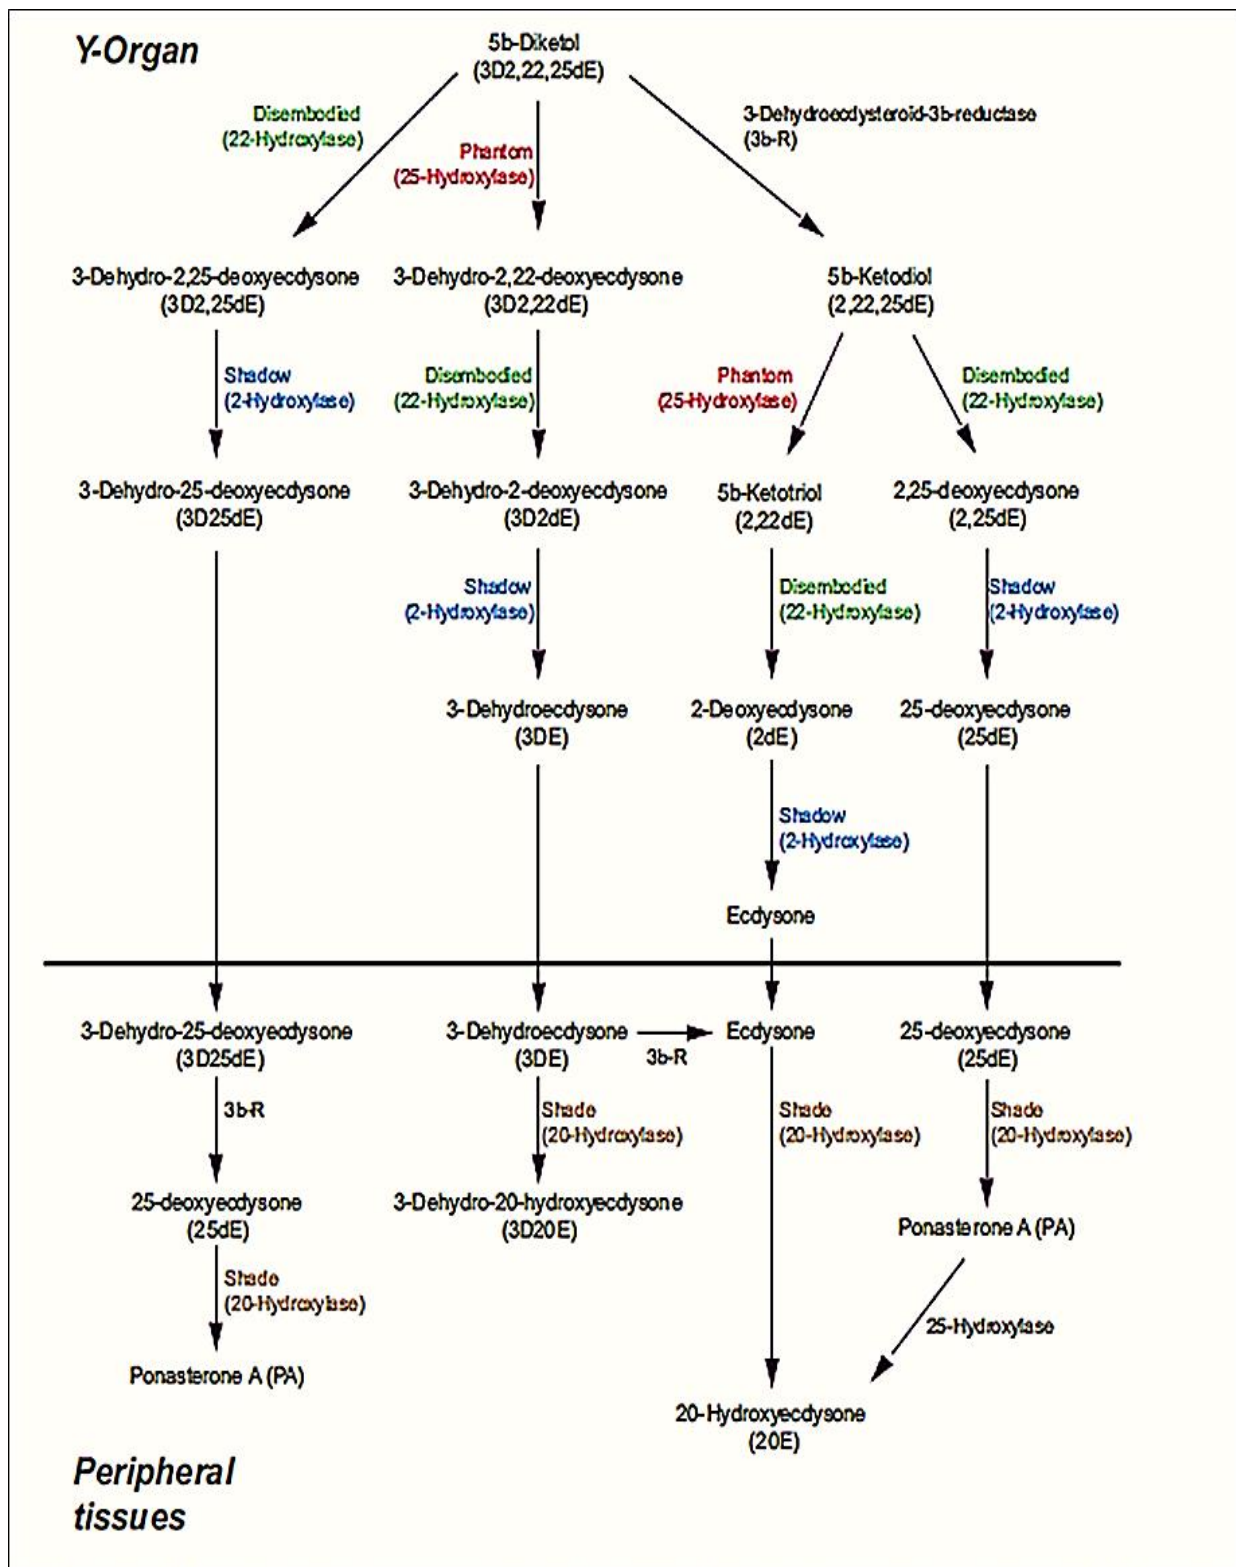 Y-Organ
5b-Diketol
(3D2,22,25dE)
Disembodied
(22-Hydroxylase)
Phantom
(25-Hydroxylase)
3-Dehydroecdysteroid-3b-reductase
(3b-R)
3-Dehydro-2,25-deoxyecdysone
(3D2,25dE)
3-Dehydro-2,22-deoxyecdysone
(3D2,22dE)
5b-Ketodiol
(2,22,25dE)
Shadow
(2-Hydroxylase)
Disembodied
(22-Hydroxylase)
Phantom
(25-Hydroxylase)
Disembodied
(22-Hydroxylase)
3-Dehydro-25-deoxyecdysone
(3D25dE)
3-Dehydro-2-deoxyecdysone
(3D2dE)
5b-Ketotriol
(2,22dE)
2,25-deoxyecdysone
(2,25dE)
Shadow
(2-Hydroxylase)
Disembodied
(22-Hydroxylase)
Shadow
(2-Hydroxylase)
3-Dehydroecdysone
(3DE)
2-Deoxyecdysone
(2dE)
25-deoxyecdysone
(25dE)
Shadow
(2-Hydroxylase)
Ecdysone
3-Dehydro-25-deoxyecdysone
(3D25dE)
3-Dehydroecdysone
(3DE)
3b-R
Ecdysone
25-deoxyecdysone
(25dE)
3b-R
Shade
(20-Hydroxylase)
Shade
(20-Hydroxylase)
Shade
(20-Hydroxylase)
25-deoxyecdysone
(25dE)
3-Dehydro-20-hydroxyecdysone
(3D20E)
Ponasterone A (PA)
Shade
(20-Hydroxylase)
25-Hydroxylase
Ponasterone A (PA)
20-Hydroxyecdysone
(20E)
Peripheral
tissues